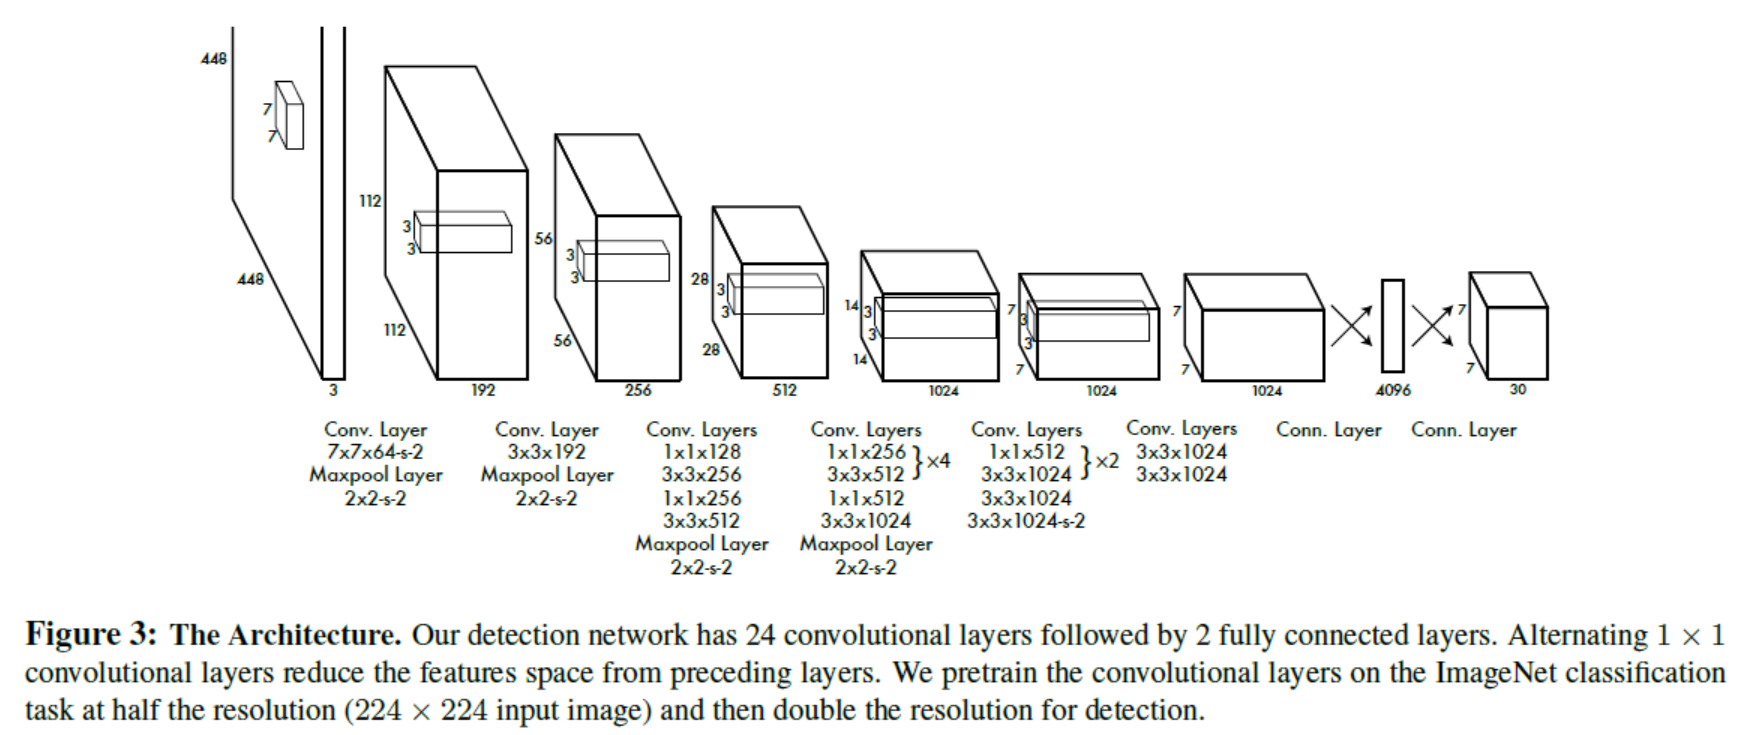 448
7
7
448
3
112
3
3
112
192
56
3
3
56
256
28
3
3
28
512
14
3
3
14
1024
7
3
3
7
1024
7
7
1024
4096
7
7
30
Conv. Layer
7x7x64-s-2
Maxpool Layer
2x2-s-2
Conv. Layer
3x3x192
Maxpool Layer
2x2-s-2
Conv. Layers
1x1x128
3x3x256
1x1x256
3x3x512
Maxpool Layer
2x2-s-2
Conv. Layers
1x1x256 } ×4
3x3x512
1x1x512
3x3x1024
Maxpool Layer
2x2-s-2
Conv. Layers
1x1x512 } ×2
3x3x1024
3x3x1024
3x3x1024-s-2
Conv. Layers
3x3x1024
3x3x1024
Conn. Layer
Conn. Layer
Figure 3: The Architecture. Our detection network has 24 convolutional layers followed by 2 fully connected layers. Alternating 1 × 1
convolutional layers reduce the features space from preceding layers. We pretrain the convolutional layers on the ImageNet classification
task at half the resolution (224 × 224 input image) and then double the resolution for detection.